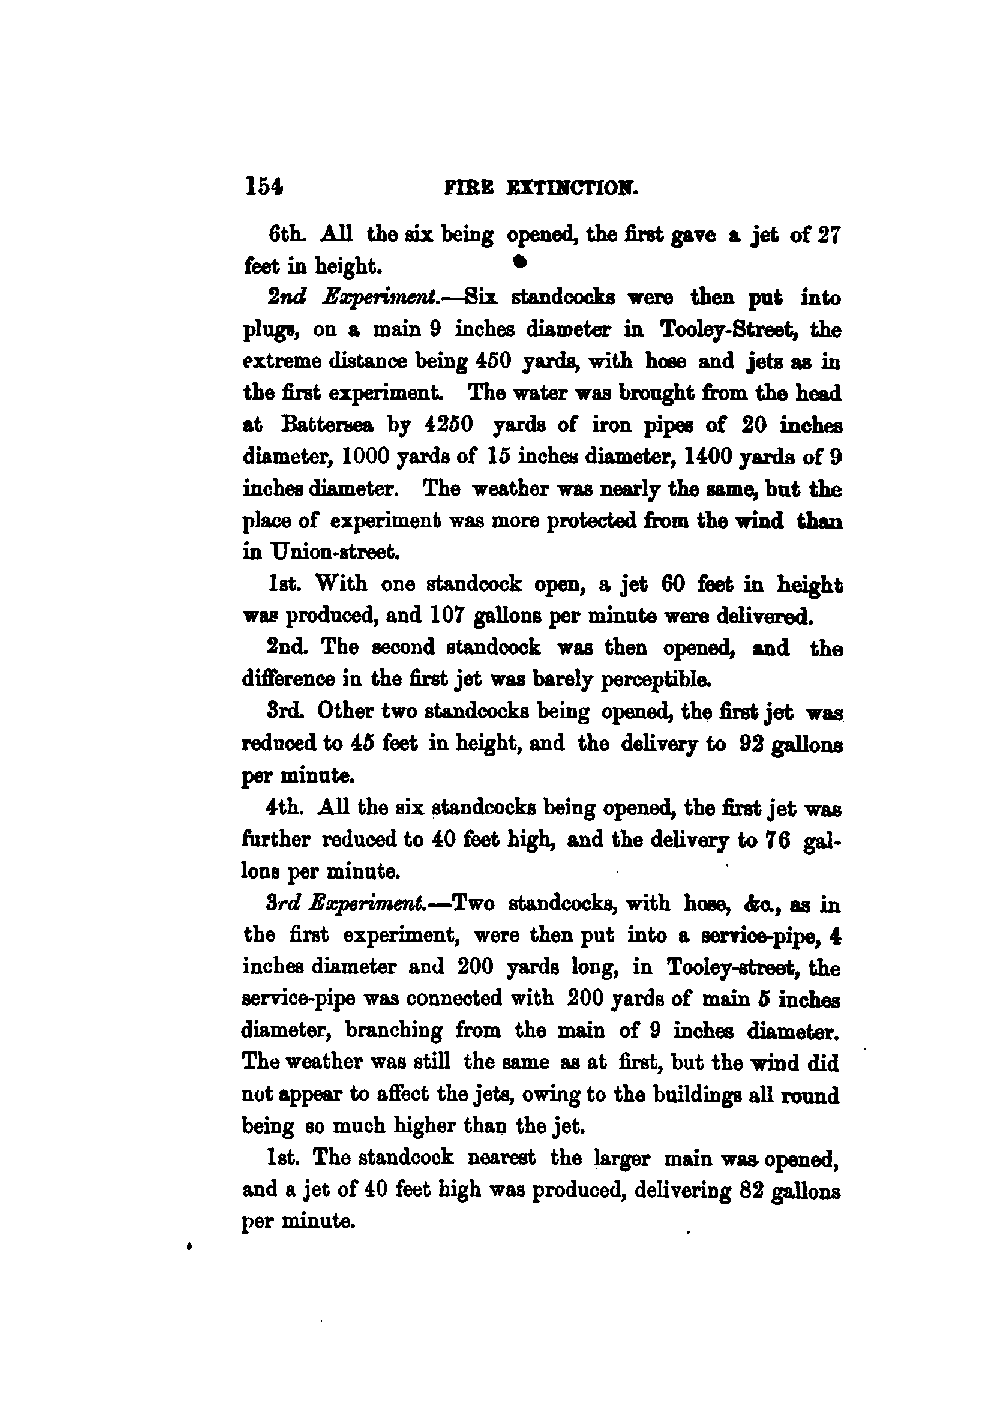 154 FIRE EXTINCTION.
6th. All the six being opened, the first gave a jet of 27
feet in height.
2nd Experiment.—Six standcocks were then put into
plugs, on a main 9 inches diameter in Tooley-Street, the
extreme distance being 450 yards, with hose and jets as in
the first experiment. The water was brought from the head
at Battersea by 4250 yards of iron pipes of 20 inches
diameter, 1000 yards of 15 inches diameter, 1400 yards of 9
inches diameter. The weather was nearly the same, but the
place of experiment was more protected from the wind than
in Union-street.
1st. With one standcock open, a jet 60 feet in height
was produced, and 107 gallons per minute were delivered.
2nd. The second standcock was then opened, and the
difference in the first jet was barely perceptible.
3rd. Other two standcocks being opened, the first jet was
reduced to 45 feet in height, and the delivery to 92 gallons
per minute.
4th. All the six standcocks being opened, the first jet was
further reduced to 40 feet high, and the delivery to 76 gal-
lons per minute.
3rd Experiment.—Two standcocks, with hose, &c., as in
the first experiment, were then put into a service-pipe, 4
inches diameter and 200 yards long, in Tooley-street, the
service-pipe was connected with 200 yards of main 5 inches
diameter, branching from the main of 9 inches diameter.
The weather was still the same as at first, but the wind did
not appear to affect the jets, owing to the buildings all round
being so much higher than the jet.
1st. The standcock nearest the larger main was opened,
and a jet of 40 feet high was produced, delivering 82 gallons
per minute.